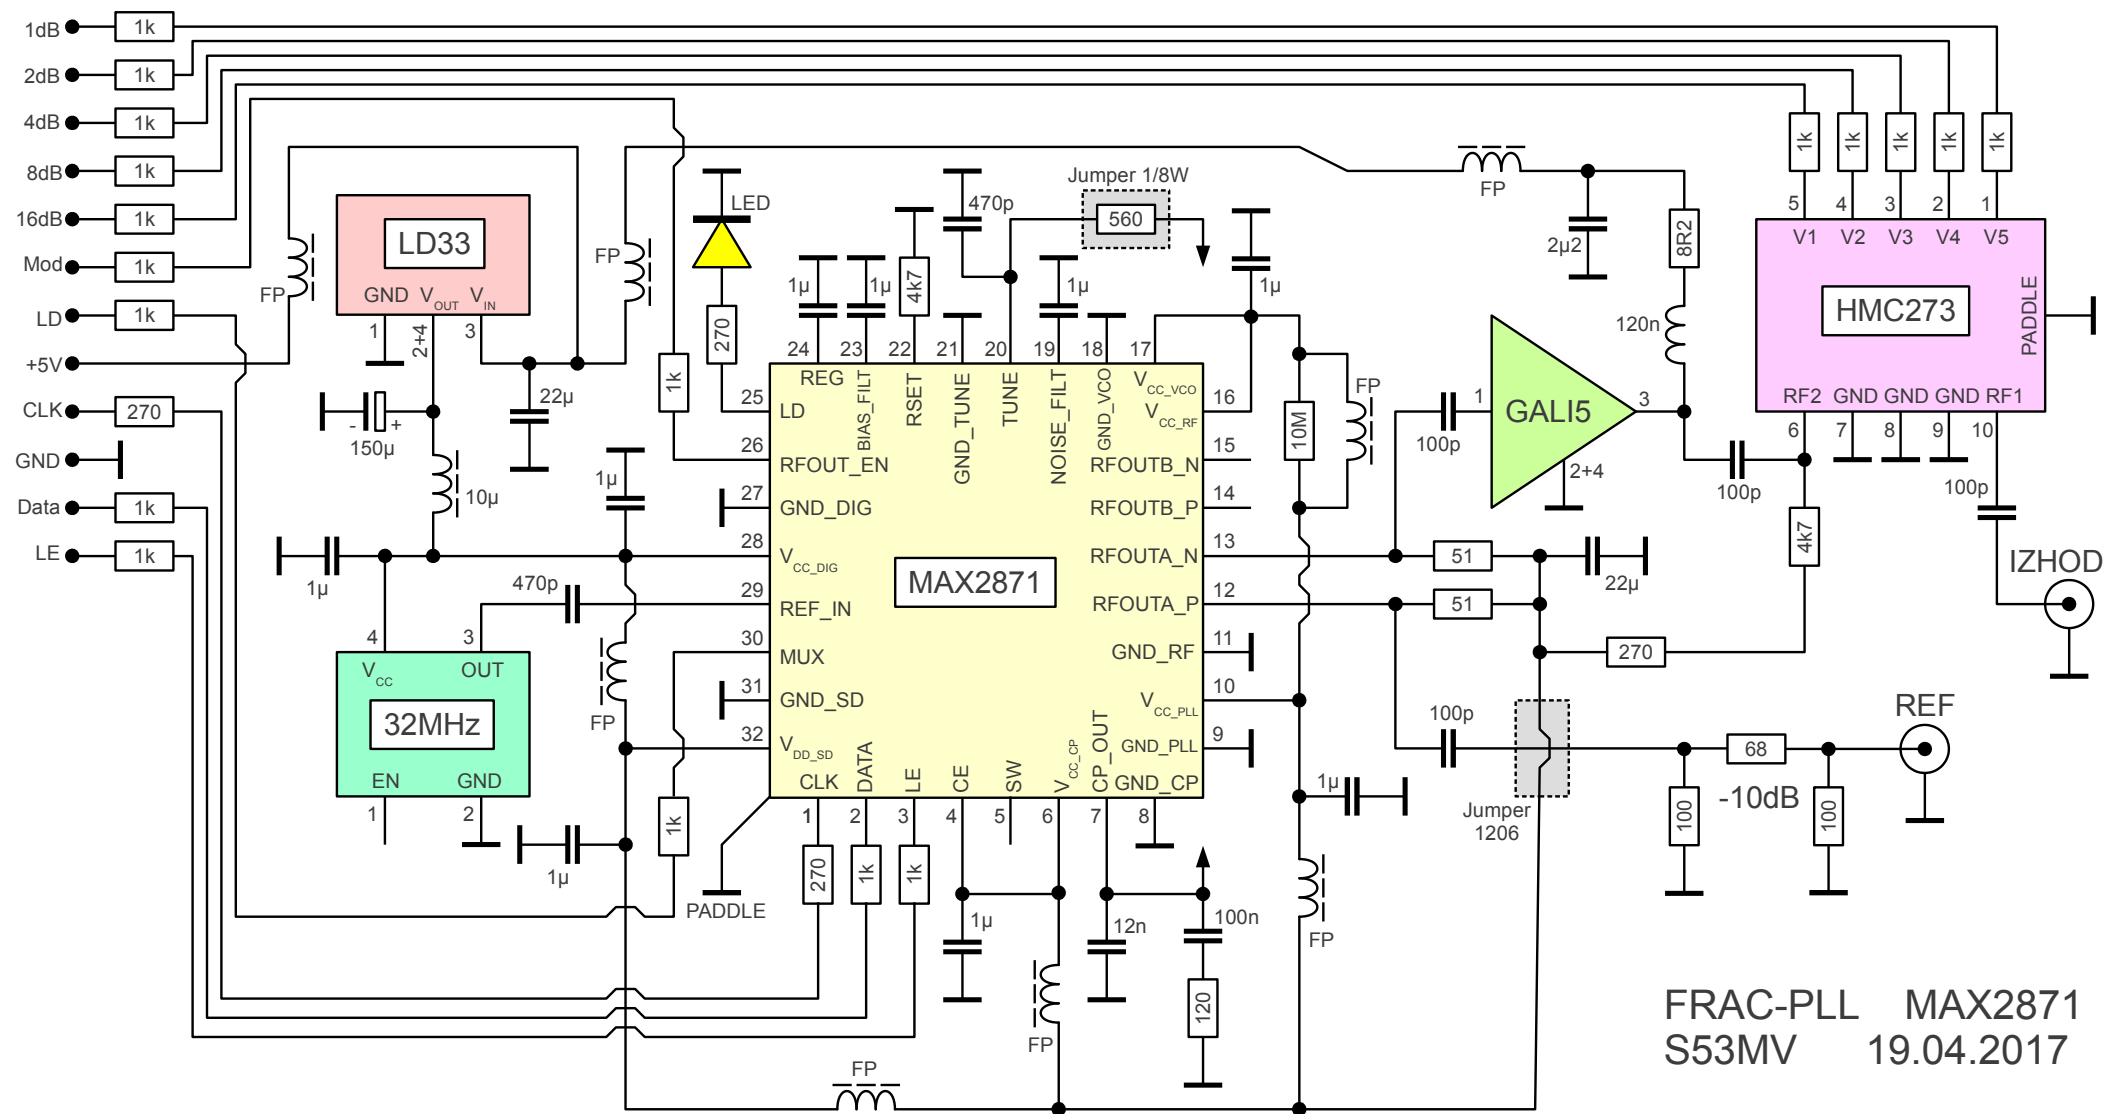 1dB 1k
2dB 1k
4dB 1k
8dB 1k
16dB 1k
Mod 1k
LD 1k
+5V
CLK 270
GND
Data 1k
LE 1k
FP
LD33
GND VOUT VIN
1 2+4 3
22µ
- +
150µ
10µ
1µ
470p
4 3
VCC OUT
32MHz
EN GND
1 2
1µ
FP
1µ
FP
1k
LED
270
1k
1µ
1µ
4k7
470p
Jumper 1/8W
560
1µ
1µ
24 23 22 21 20 19 18 17
REG BIAS_FILT RSET GND_TUNE TUNE NOISE_FILT GND_VCO VCC_VCO
25 LD
26 RFOUT_EN
27 GND_DIG
28 VCC_DIG
29 REF_IN
30 MUX
31 GND_SD
32 VDD_SD
MAX2871
VCC_RF 16
RFOUTB_N 15
RFOUTB_P 14
RFOUTA_N 13
RFOUTA_P 12
GND_RF 11
VCC_PLL 10
GND_PLL 9
CLK DATA LE CE SW VCC_CP CP_OUT GND_CP
1 2 3 4 5 6 7 8
PADDLE
270 1k 1k
1k
1µ
FP
12n
100n
120
FP
FP
1µ
10M
FP
FP
2µ2
8R2
120n
100p
1 GALI5 3
2+4
100p
51
51
22µ
270
4k7
100p
Jumper
1206
1k 1k 1k 1k 1k
5 4 3 2 1
V1 V2 V3 V4 V5
HMC273
PADDLE
RF2 GND GND GND RF1
6 7 8 9 10
100p
IZHOD
REF
68
100
-10dB
100
FRAC-PLL MAX2871
S53MV 19.04.2017